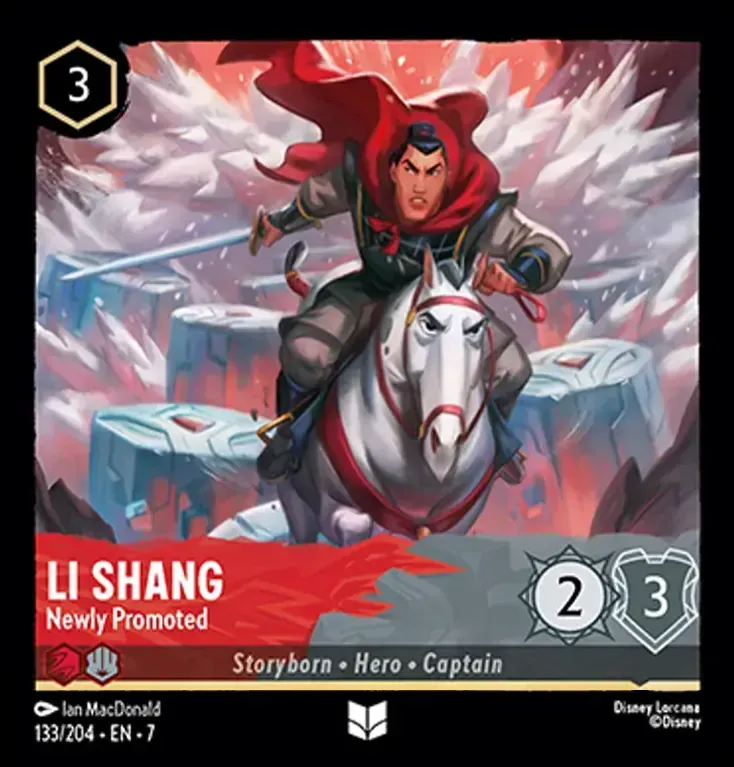 3
LI SHANG
Newly Promoted
2
3
Storyborn • Hero • Captain
Ian MacDonald
133/204 • EN • 7
Disney Lorcana
©Disney